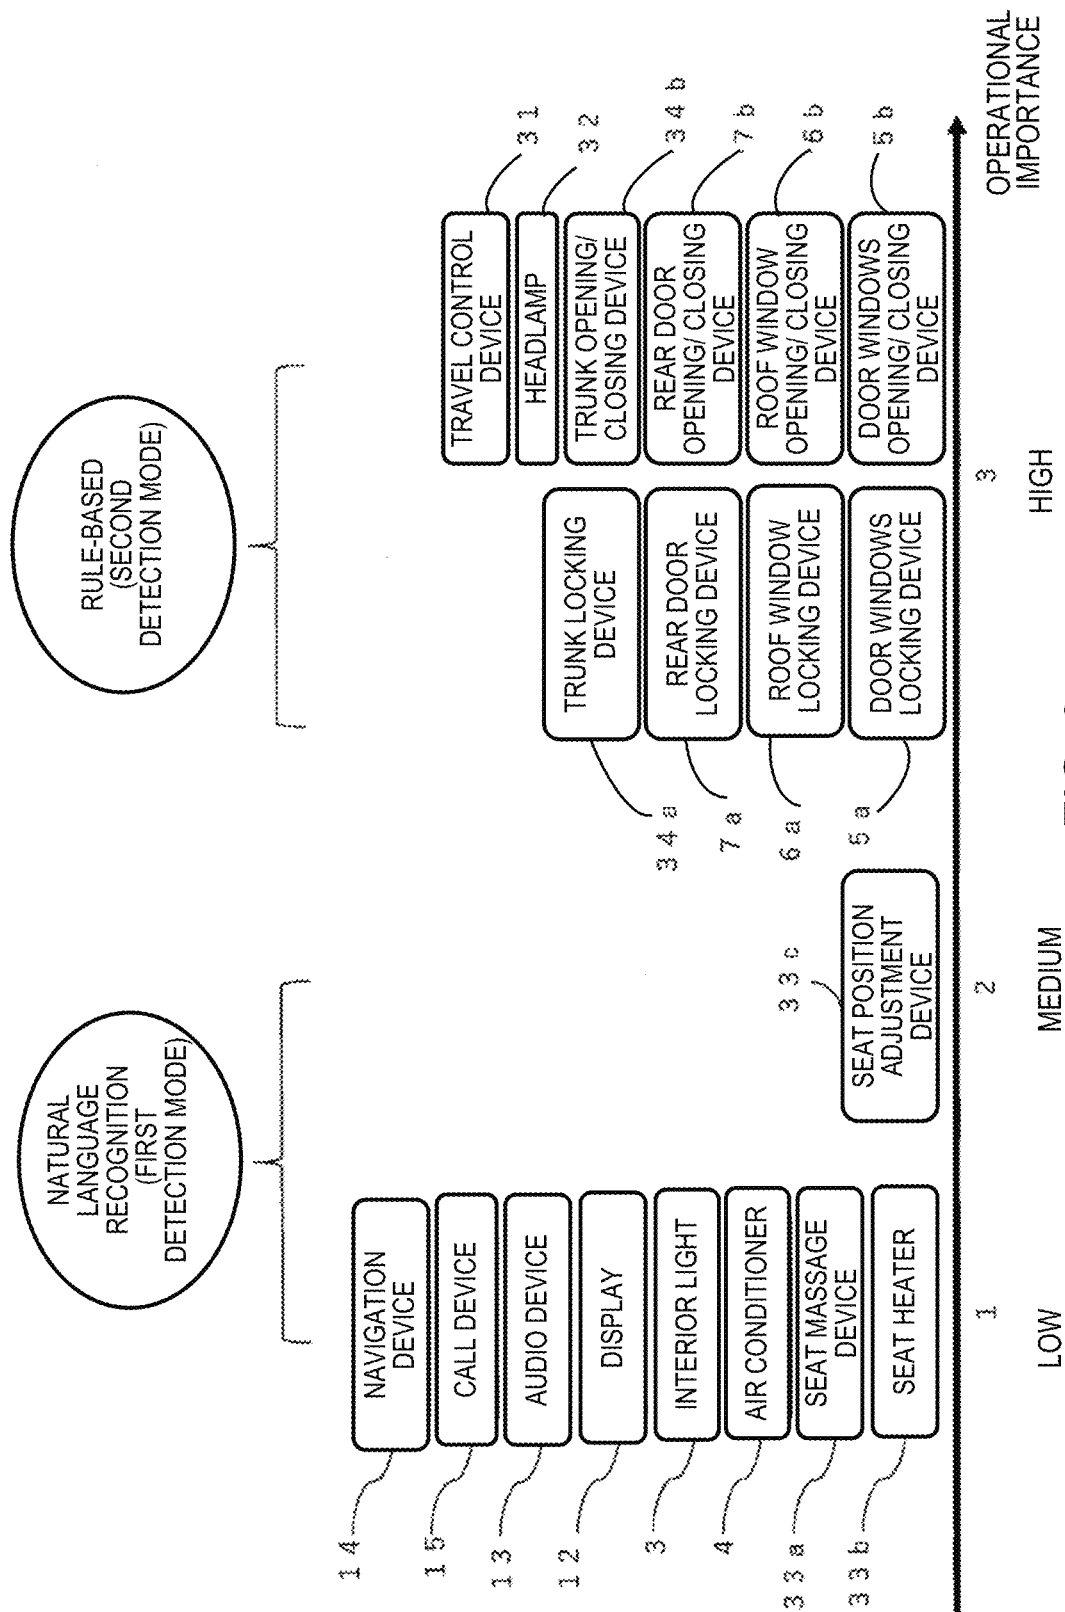 NATURAL
LANGUAGE
RECOGNITION
(FIRST
DETECTION MODE)
RULE-BASED
(SECOND
DETECTION MODE)
14
NAVIGATION
DEVICE
15
CALL DEVICE
13
AUDIO DEVICE
12
DISPLAY
3
INTERIOR LIGHT
4
AIR CONDITIONER
33a
SEAT MASSAGE
DEVICE
33b
SEAT HEATER
33c
SEAT POSITION
ADJUSTMENT
DEVICE
34a
TRUNK LOCKING
DEVICE
7a
REAR DOOR
LOCKING DEVICE
6a
ROOF WINDOW
LOCKING DEVICE
5a
DOOR WINDOWS
LOCKING DEVICE
TRAVEL CONTROL
DEVICE
31
HEADLAMP
32
TRUNK OPENING/
CLOSING DEVICE
34b
REAR DOOR
OPENING/ CLOSING
DEVICE
7b
ROOF WINDOW
OPENING/ CLOSING
DEVICE
6b
DOOR WINDOWS
OPENING/ CLOSING
DEVICE
5b
1
2
3
LOW
MEDIUM
HIGH
OPERATIONAL
IMPORTANCE